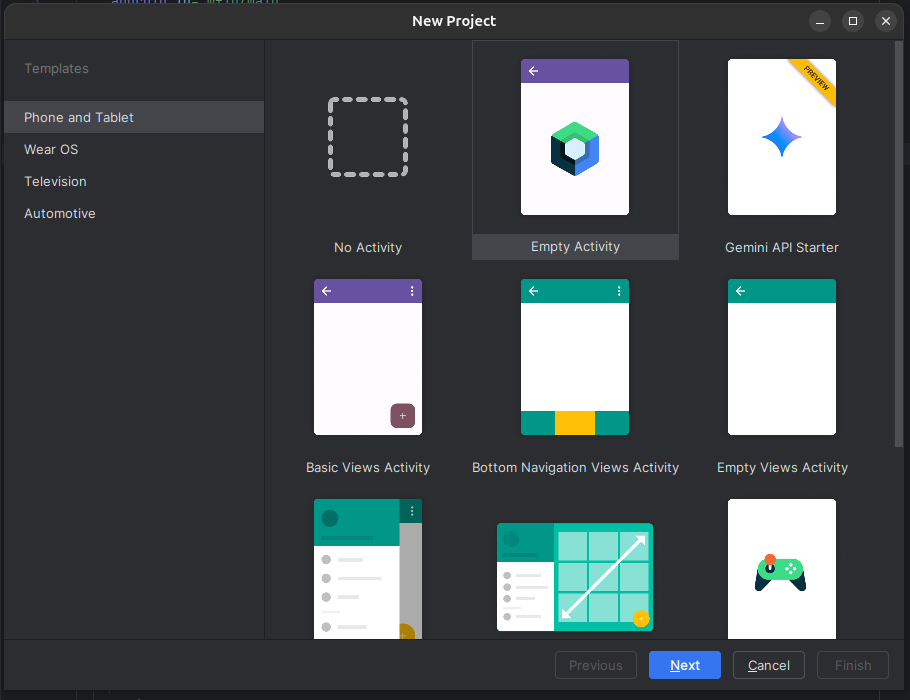 New Project
Templates
Phone and Tablet
Wear OS
Television
Automotive
No Activity
Empty Activity
PREVIEW
Gemini API Starter
Basic Views Activity
Bottom Navigation Views Activity
Empty Views Activity
Previous
Next
Cancel
Finish